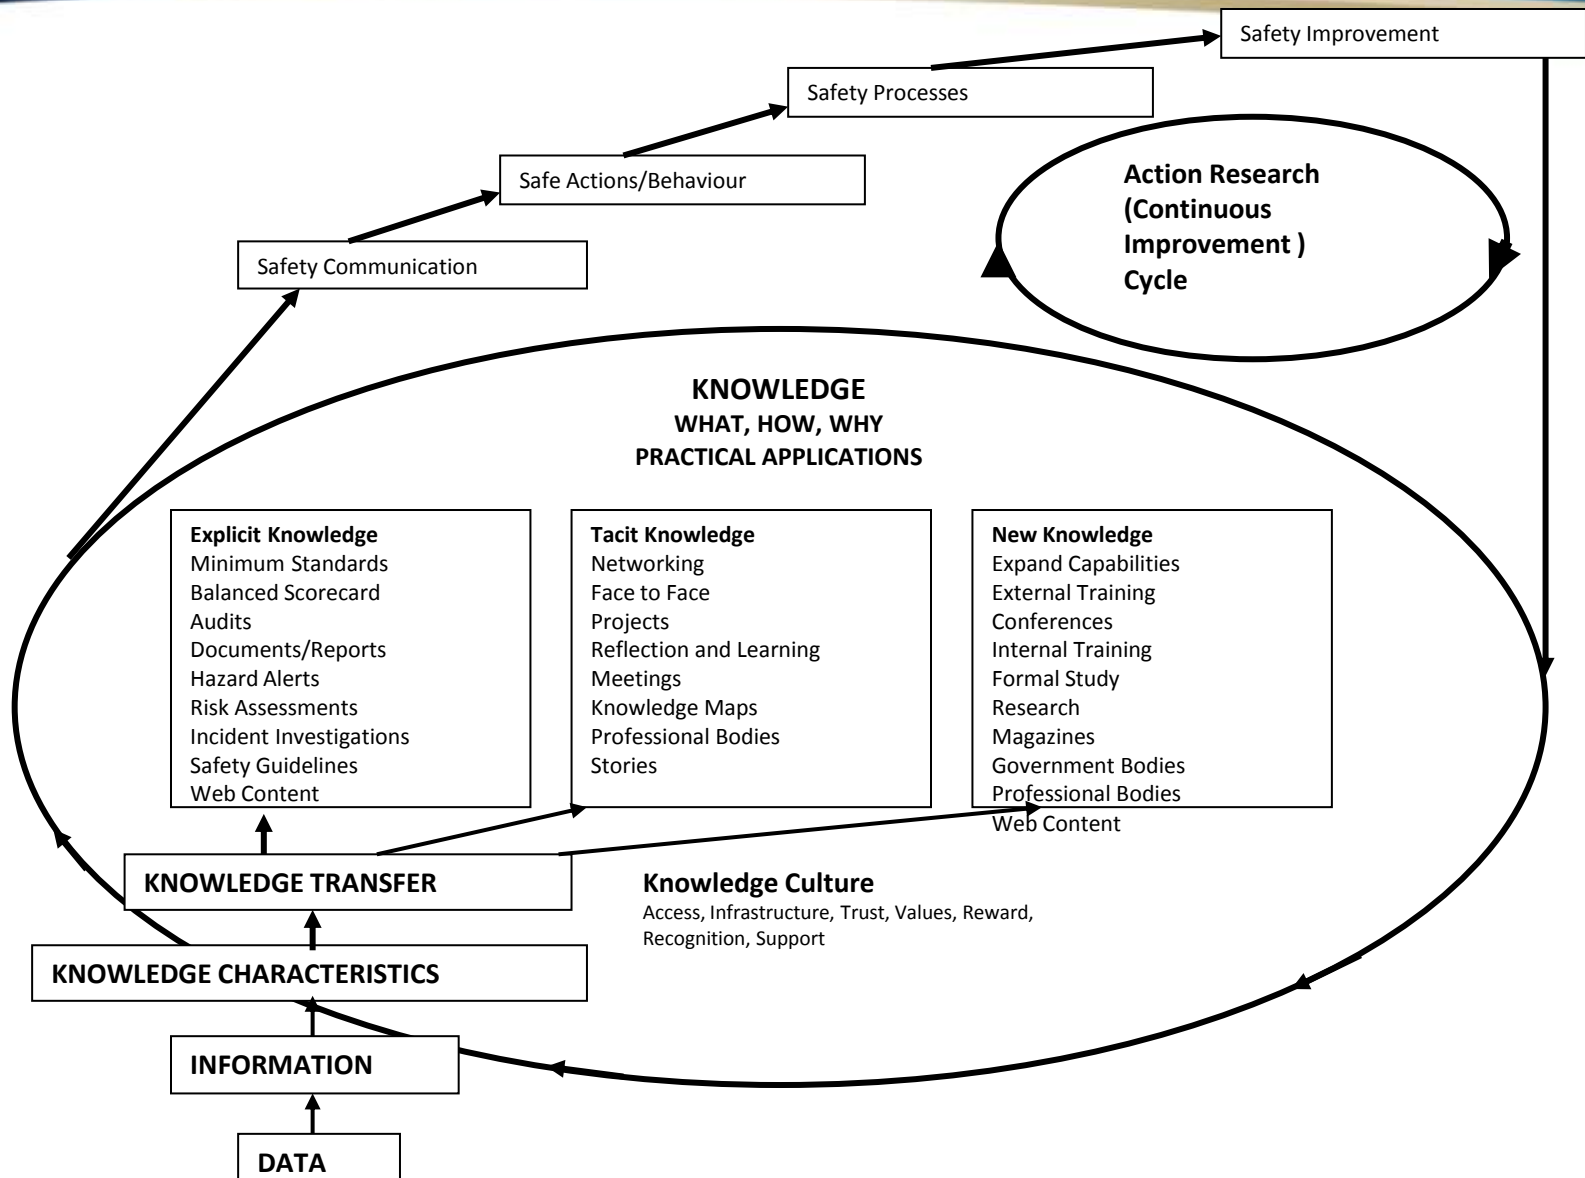 Safety Improvement
Safety Processes
Safe Actions/Behaviour
Safety Communication
Action Research
(Continuous
Improvement )
Cycle
KNOWLEDGE
WHAT, HOW, WHY
PRACTICAL APPLICATIONS
Explicit Knowledge
Minimum Standards
Balanced Scorecard
Audits
Documents/Reports
Hazard Alerts
Risk Assessments
Incident Investigations
Safety Guidelines
Web Content
Tacit Knowledge
Networking
Face to Face
Projects
Reflection and Learning
Meetings
Knowledge Maps
Professional Bodies
Stories
New Knowledge
Expand Capabilities
External Training
Conferences
Internal Training
Formal Study
Research
Magazines
Government Bodies
Professional Bodies
Web Content
KNOWLEDGE TRANSFER
Knowledge Culture
Access, Infrastructure, Trust, Values, Reward,
Recognition, Support
KNOWLEDGE CHARACTERISTICS
INFORMATION
DATA